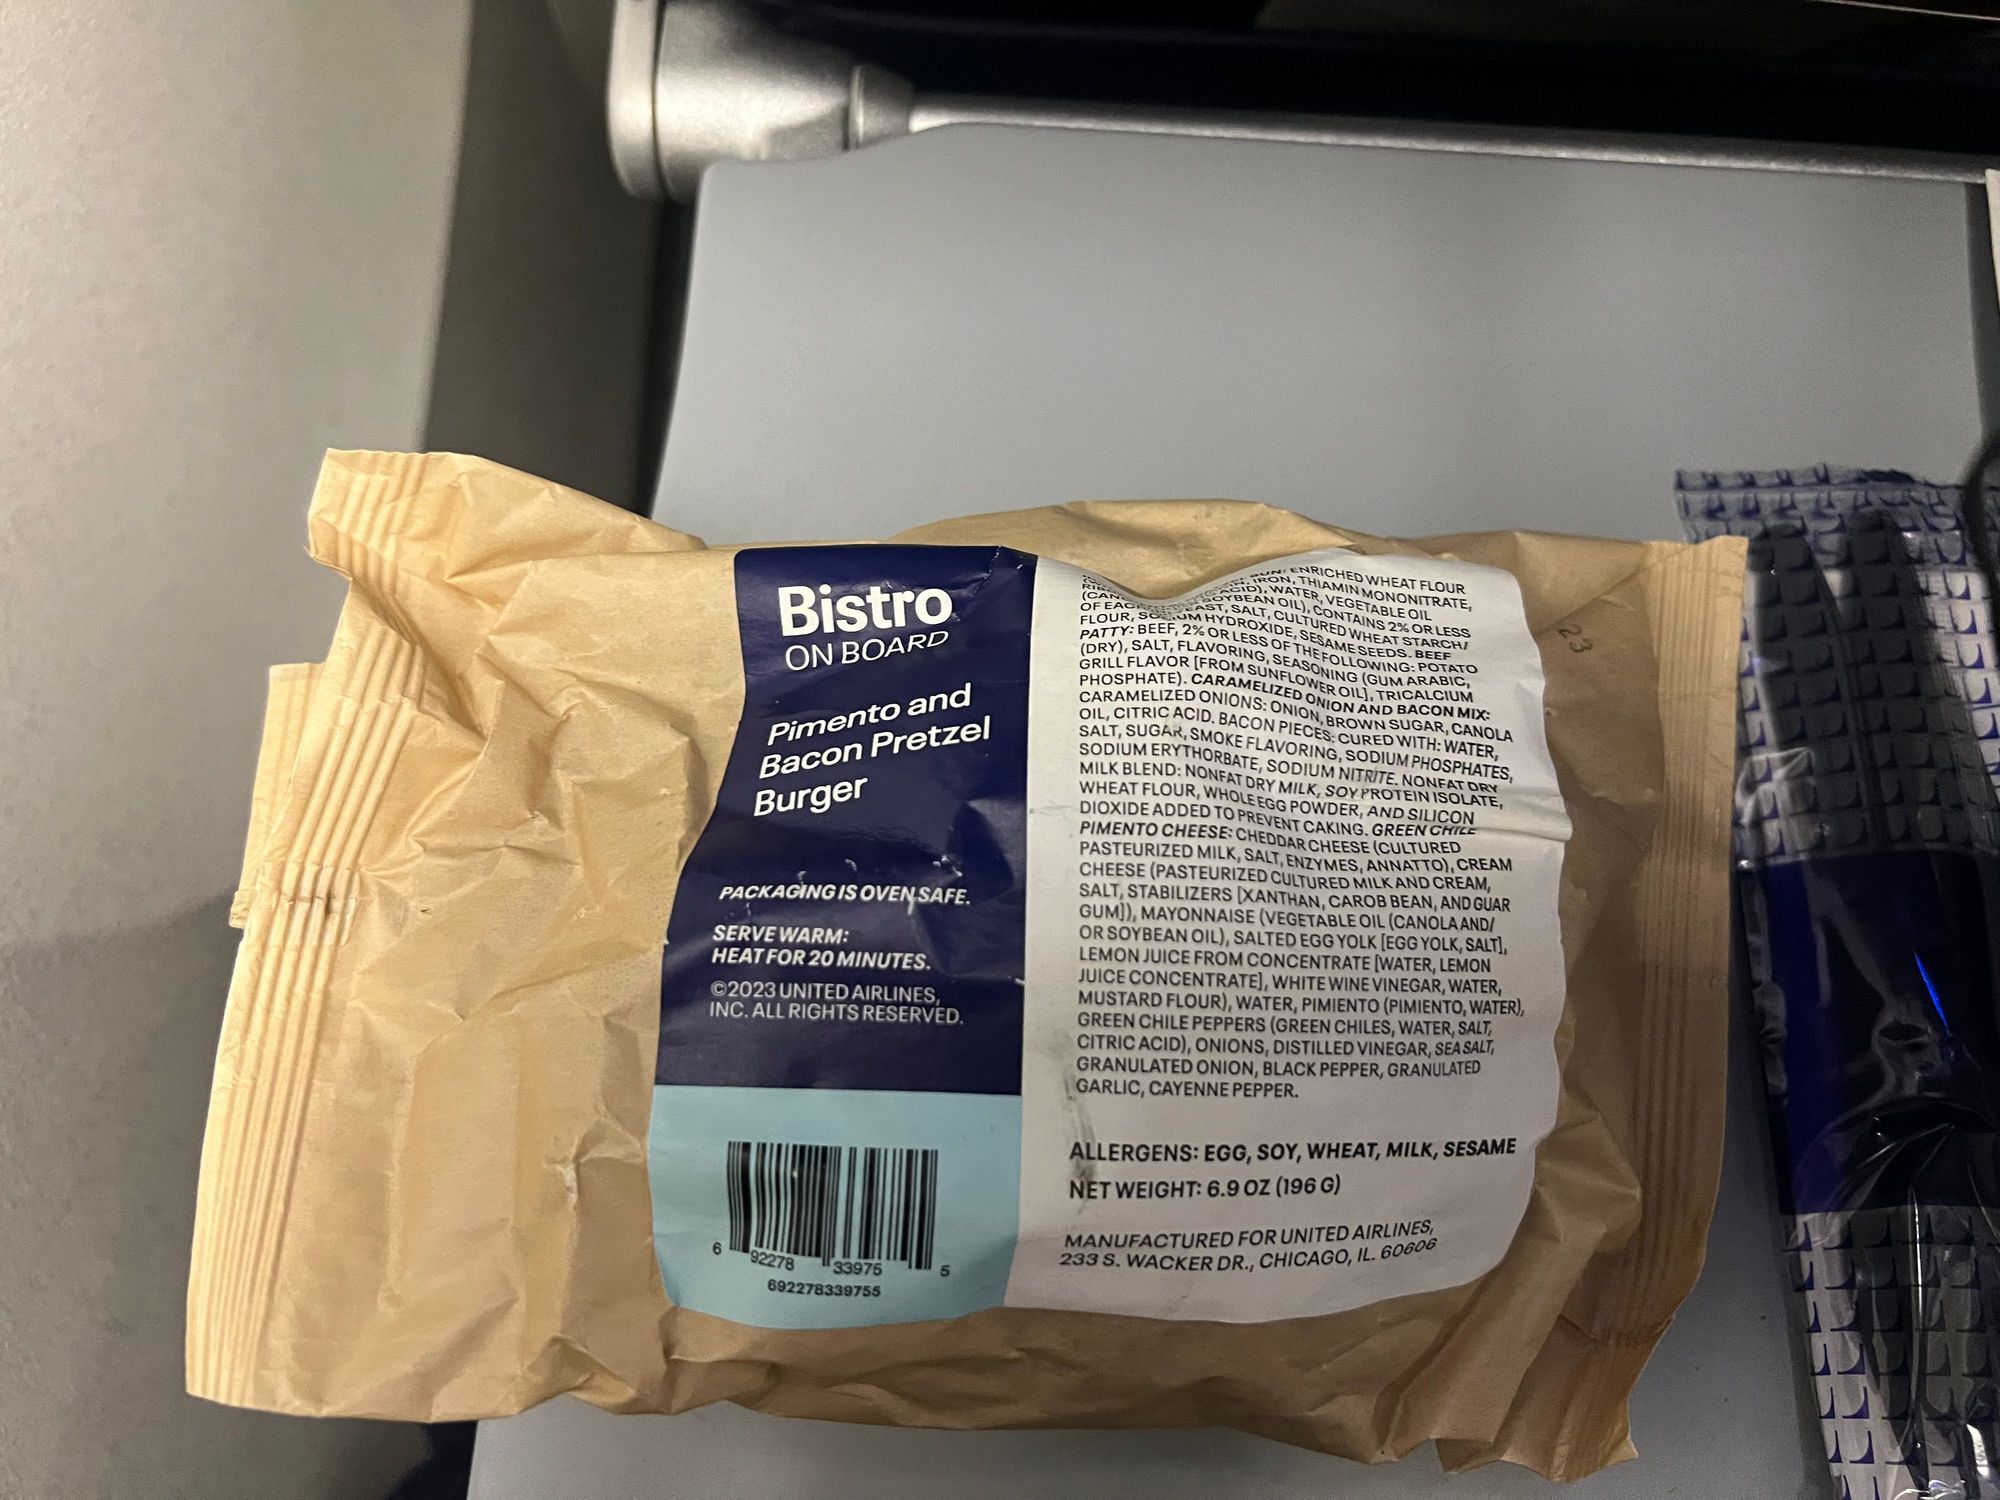 Bistro
ON BOARD
Pimento and
Bacon Pretzel
Burger
PACKAGING IS OVEN SAFE.
SERVE WARM:
HEAT FOR 20 MINUTES.
©2023 UNITED AIRLINES,
INC. ALL RIGHTS RESERVED.
6 92278 33975 5
692278339755
BUN: ENRICHED WHEAT FLOUR
IRON, THIAMIN MONONITRATE,
ACID), WATER, VEGETABLE OIL
SOYBEAN OIL), CONTAINS 2% OR LESS
OF EACH YEAST, SALT, CULTURED WHEAT STARCH/
FLOUR, SODIUM HYDROXIDE, SESAME SEEDS. BEEF
PATTY: BEEF, 2% OR LESS OF THE FOLLOWING: POTATO
(DRY), SALT, FLAVORING, SEASONING (GUM ARABIC,
GRILL FLAVOR [FROM SUNFLOWER OIL], TRICALCIUM
PHOSPHATE). CARAMELIZED ONION AND BACON MIX:
CARAMELIZED ONIONS: ONION, BROWN SUGAR, CANOLA
OIL, CITRIC ACID. BACON PIECES: CURED WITH: WATER,
SALT, SUGAR, SMOKE FLAVORING, SODIUM PHOSPHATES,
SODIUM ERYTHORBATE, SODIUM NITRITE. NONFAT DRY
MILK BLEND: NONFAT DRY MILK, SOY PROTEIN ISOLATE,
WHEAT FLOUR, WHOLE EGG POWDER, AND SILICON
DIOXIDE ADDED TO PREVENT CAKING. GREEN CHILE
PIMENTO CHEESE: CHEDDAR CHEESE (CULTURED
PASTEURIZED MILK, SALT, ENZYMES, ANNATTO), CREAM
CHEESE (PASTEURIZED CULTURED MILK AND CREAM,
SALT, STABILIZERS [XANTHAN, CAROB BEAN, AND GUAR
GUM]), MAYONNAISE (VEGETABLE OIL (CANOLA AND/
OR SOYBEAN OIL), SALTED EGG YOLK [EGG YOLK, SALT],
LEMON JUICE FROM CONCENTRATE [WATER, LEMON
JUICE CONCENTRATE], WHITE WINE VINEGAR, WATER,
MUSTARD FLOUR), WATER, PIMIENTO (PIMIENTO, WATER),
GREEN CHILE PEPPERS (GREEN CHILES, WATER, SALT,
CITRIC ACID), ONIONS, DISTILLED VINEGAR, SEA SALT,
GRANULATED ONION, BLACK PEPPER, GRANULATED
GARLIC, CAYENNE PEPPER.
ALLERGENS: EGG, SOY, WHEAT, MILK, SESAME
NET WEIGHT: 6.9 OZ (196 G)
MANUFACTURED FOR UNITED AIRLINES,
233 S. WACKER DR., CHICAGO, IL. 60606
23